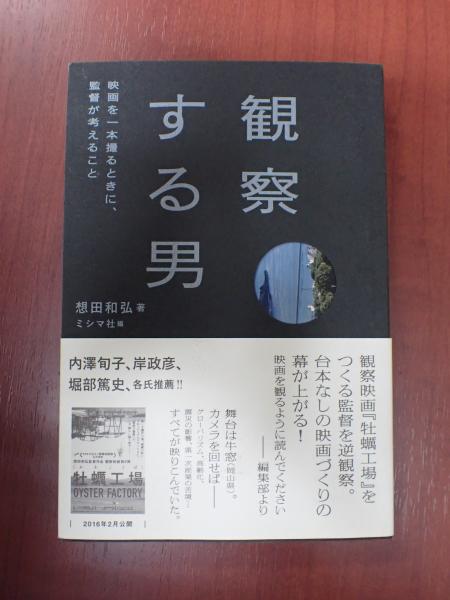 観察
する男
映画を一本撮るときに、
監督が考えること
想田和弘 著
ミシマ社 編
観察映画『牡蠣工場』を
つくる監督を逆観察。
台本なしの映画づくりの
幕が上がる！
映画を観るように読んでください
――編集部より
舞台は牛窓（岡山県）。
カメラを回せば――
グローバリズム、高齢化、
震災の影響、第一次産業の苦境…
すべてが映りこんでいた。
内澤旬子、岸政彦、
堀部篤史、各氏推薦!!
牡蠣工場
OYSTER FACTORY
2016年2月公開